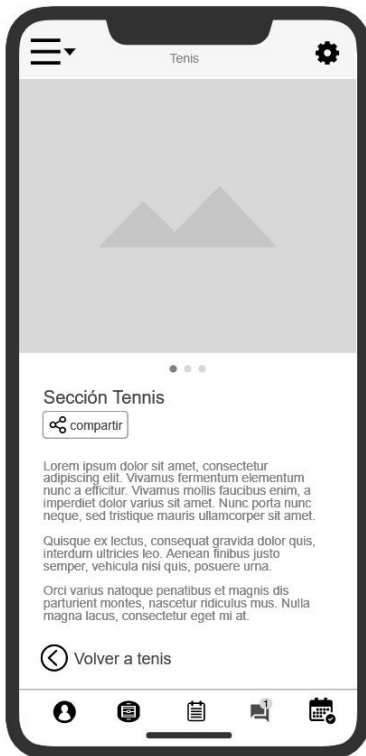 Tenis
Sección Tennis
compartir
Lorem ipsum dolor sit amet, consectetur
adipiscing elit. Vivamus fermentum elementum
nunc a efficitur. Vivamus mollis faucibus enim, a
imperdiet dolor varius sit amet. Nunc porta nunc
neque, sed tristique mauris ullamcorper sit amet.
Quisque ex lectus, consequat gravida dolor quis,
interdum ultricies leo. Aenean finibus justo
semper, vehicula nisi quis, posuere urna.
Orci varius natoque penatibus et magnis dis
parturient montes, nascetur ridiculus mus. Nulla
magna lacus, consectetur eget mi at.
Volver a tenis
1